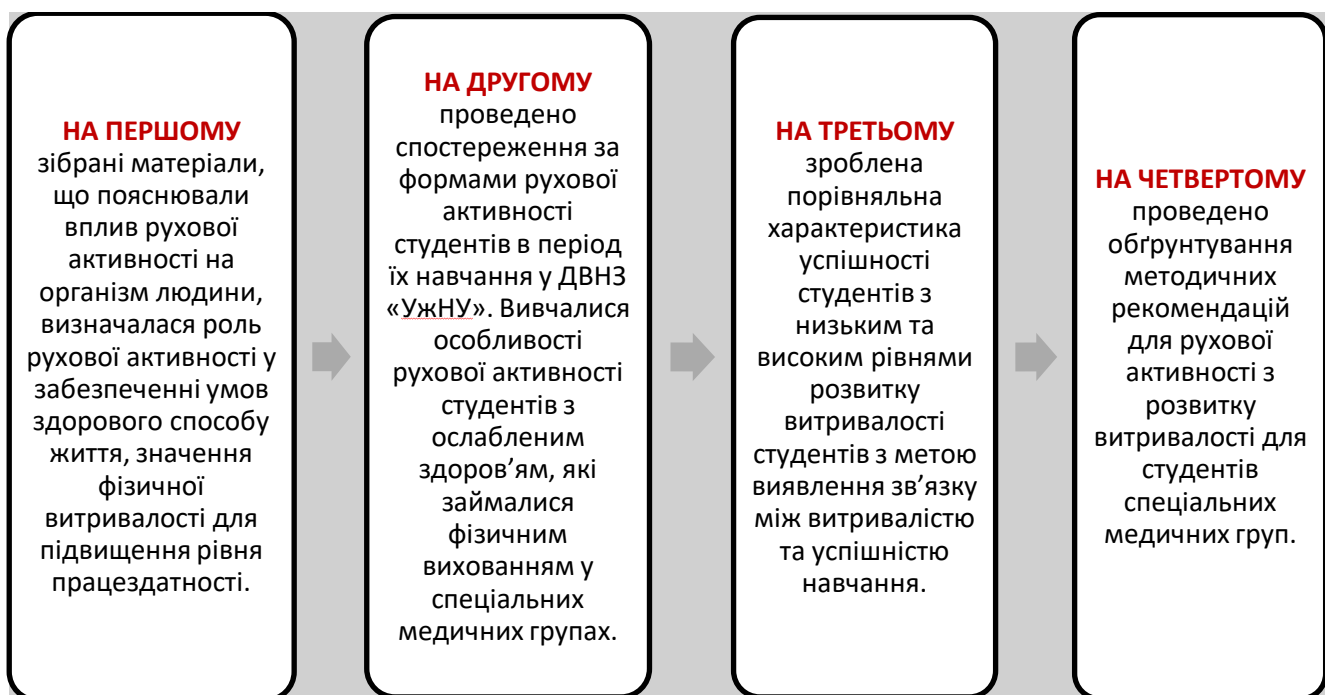 НА ПЕРШОМУ
зібрані матеріали,
що пояснювали
вплив рухової
активності на
організм людини,
визначалася роль
рухової активності у
забезпеченні умов
здорового способу
життя, значення
фізичної
витривалості для
підвищення рівня
працездатності.
НА ДРУГОМУ
проведено
спостереження за
формами рухової
активності
студентів в період
їх навчання у ДВНЗ
«УжНУ». Вивчалися
особливості
рухової активності
студентів з
ослабленим
здоров’ям, які
займалися
фізичним
вихованням у
спеціальних
медичних групах.
НА ТРЕТЬОМУ
зроблена
порівняльна
характеристика
успішності
студентів з
низьким та
високим рівнями
розвитку
витривалості
студентів з метою
виявлення зв’язку
між витривалістю
та успішністю
навчання.
НА ЧЕТВЕРТОМУ
проведено
обґрунтування
методичних
рекомендацій
для рухової
активності з
розвитку
витривалості для
студентів
спеціальних
медичних груп.